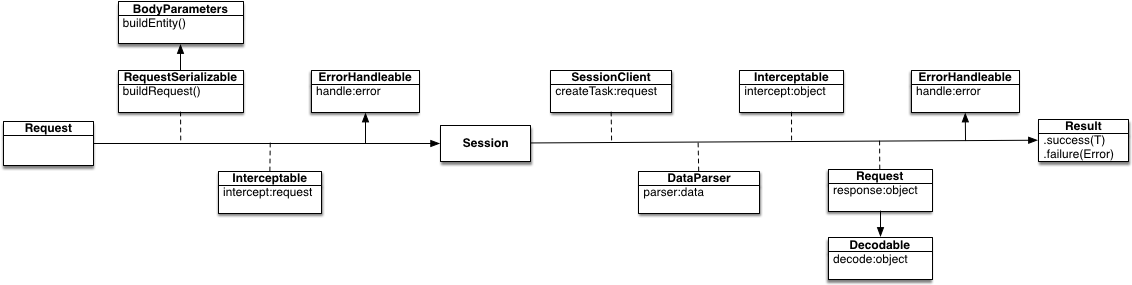 BodyParameters
buildEntity()
RequestSerializable
buildRequest()
ErrorHandleable
handle:error
SessionClient
createTask:request
Interceptable
intercept:object
ErrorHandleable
handle:error
Request
Session
Result
.success(T)
.failure(Error)
Interceptable
intercept:request
DataParser
parser:data
Request
response:object
Decodable
decode:object